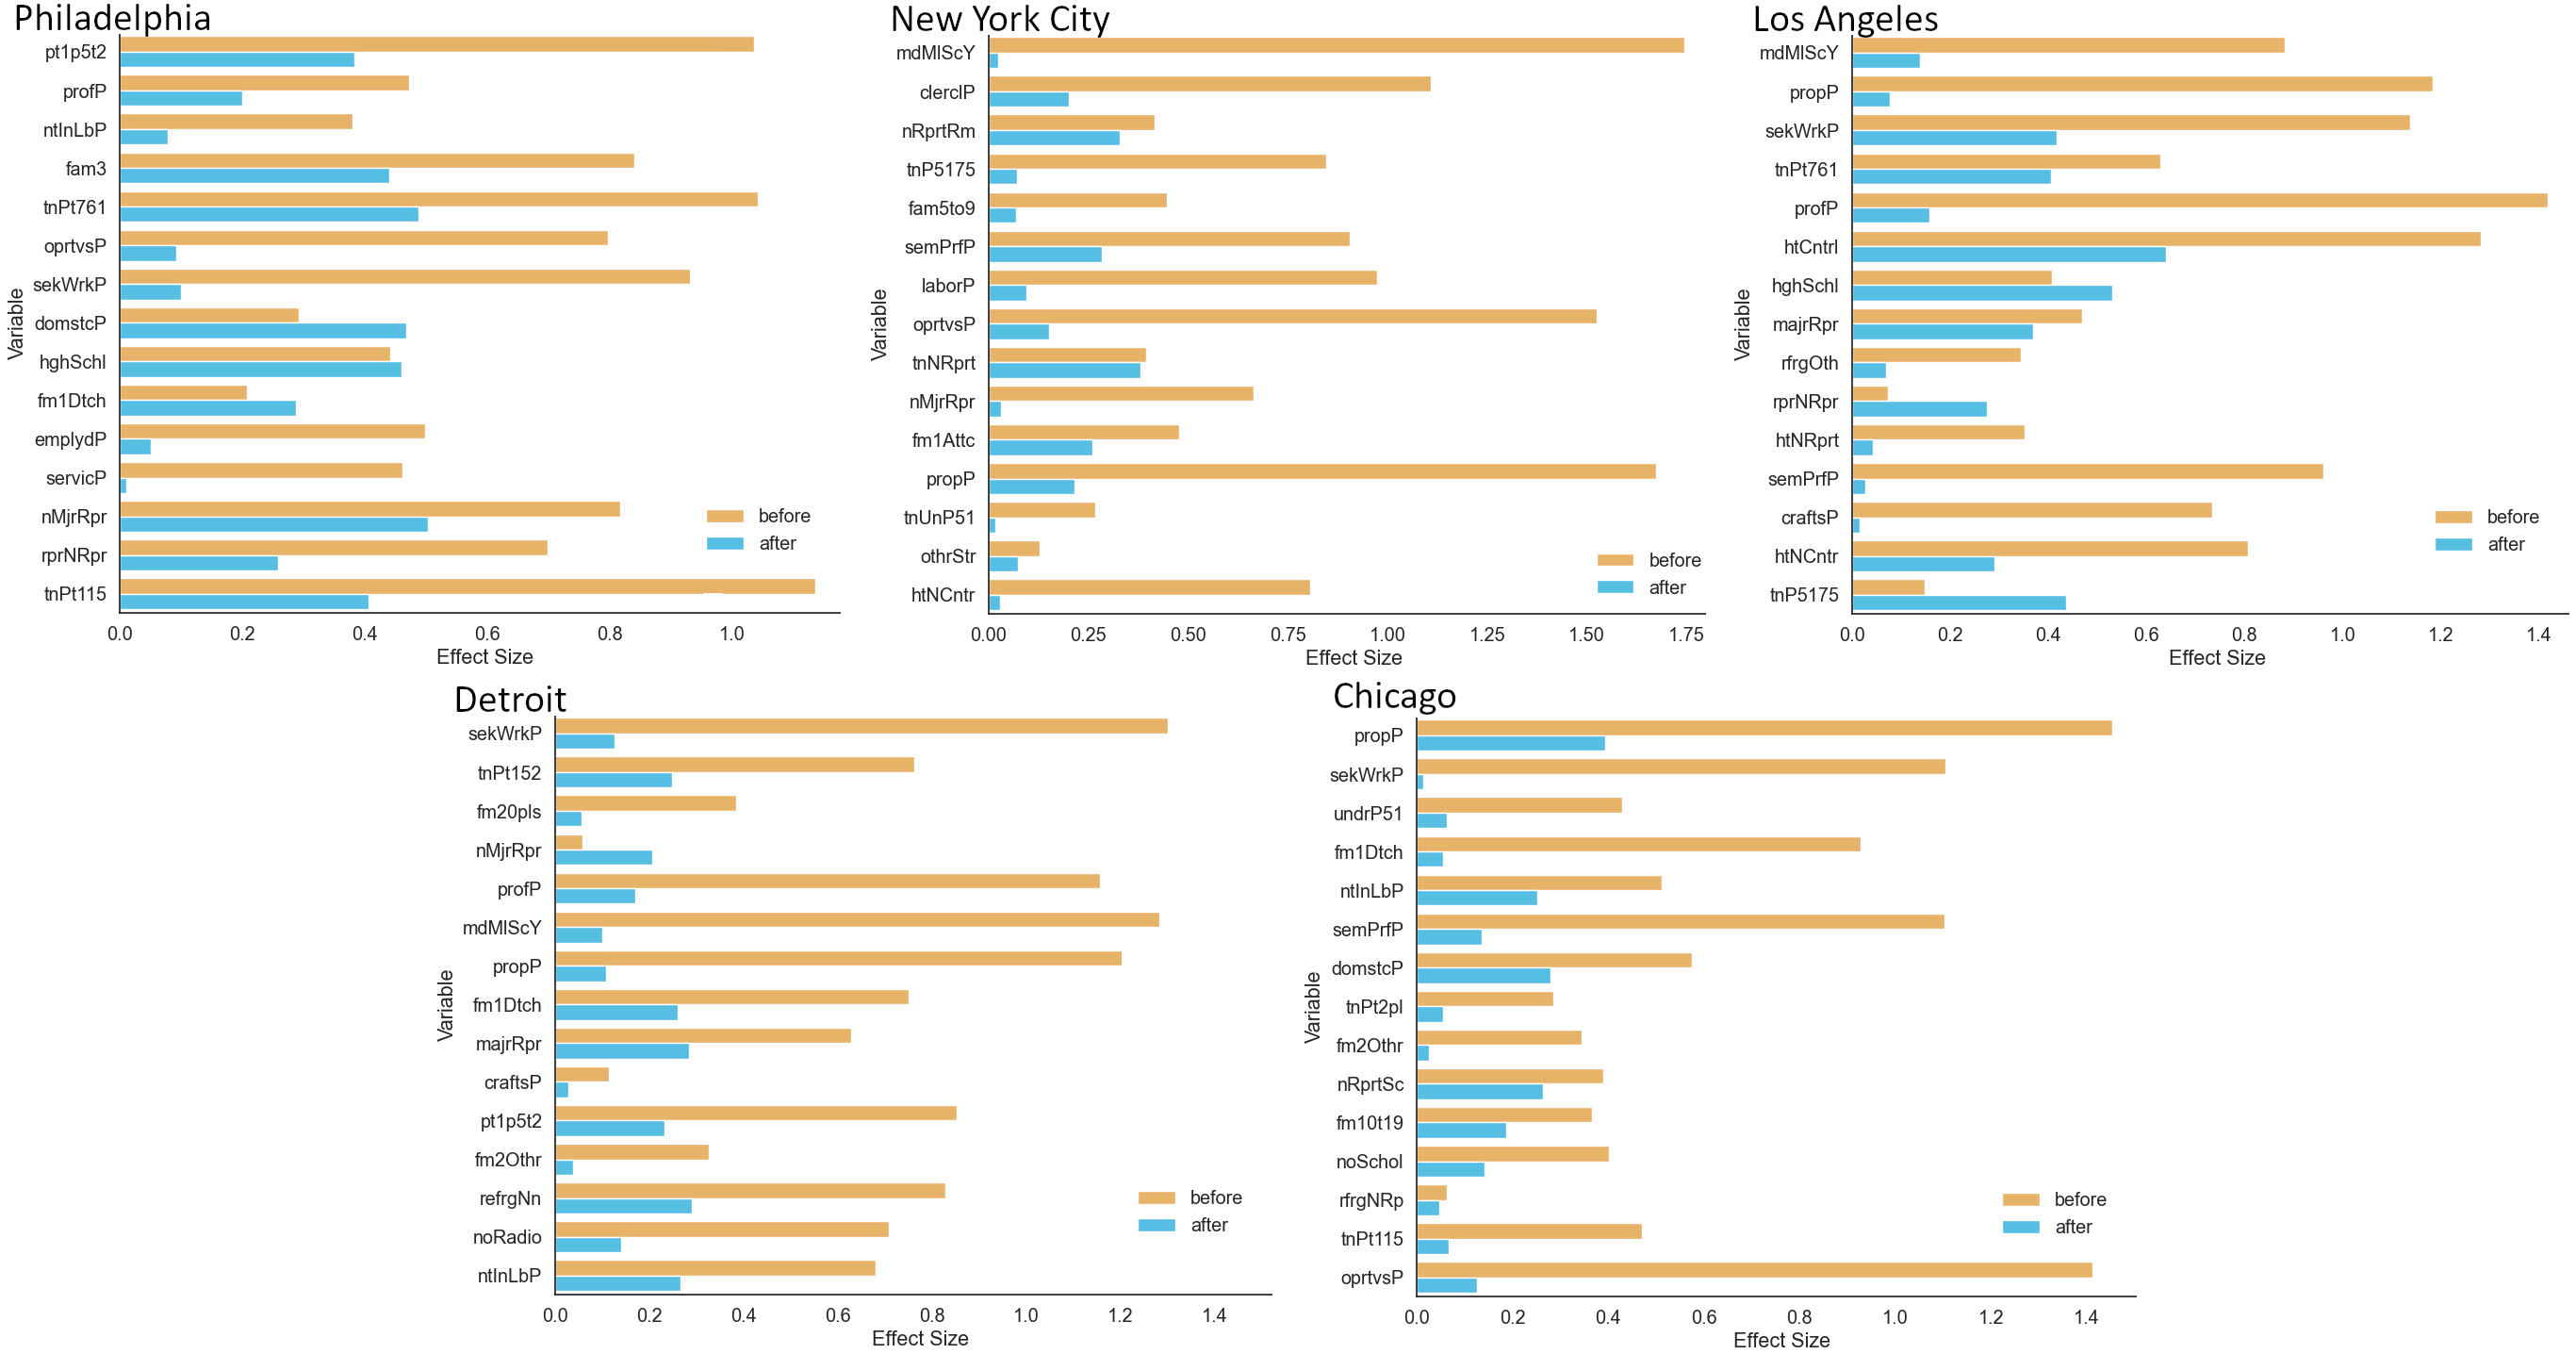 Philadelphia
pt1p5t2
profP
ntInLbP
fam3
tnPt761
oprtvsP
sekWrkP
domstcP
hghSchl
fm1Dtch
emplydP
servicP
nMjrRpr
rprNRpr
tnPt115
Variable
before
after
0.0 0.2 0.4 0.6 0.8 1.0
Effect Size
New York City
mdMlScY
clerclP
nRprtRm
tnP5175
fam5to9
semPrfP
laborP
oprtvsP
tnNRprt
nMjrRpr
fm1Attc
propP
tnUnP51
othrStr
htNCntr
Variable
before
after
0.00 0.25 0.50 0.75 1.00 1.25 1.50 1.75
Effect Size
Los Angeles
mdMlScY
propP
sekWrkP
tnPt761
profP
htCntrl
hghSchl
majrRpr
rfrgOth
rprNRpr
htNRprt
semPrfP
craftsP
htNCntr
tnP5175
Variable
before
after
0.0 0.2 0.4 0.6 0.8 1.0 1.2 1.4
Effect Size
Detroit
sekWrkP
tnPt152
fm20pls
nMjrRpr
profP
mdMlScY
propP
fm1Dtch
majrRpr
craftsP
pt1p5t2
fm2Othr
refrgNn
noRadio
ntInLbP
Variable
before
after
0.0 0.2 0.4 0.6 0.8 1.0 1.2 1.4
Effect Size
Chicago
propP
sekWrkP
undrP51
fm1Dtch
ntInLbP
semPrfP
domstcP
tnPt2pl
fm2Othr
nRprtSc
fm10t19
noSchol
rfrgNRp
tnPt115
oprtvsP
Variable
before
after
0.0 0.2 0.4 0.6 0.8 1.0 1.2 1.4
Effect Size